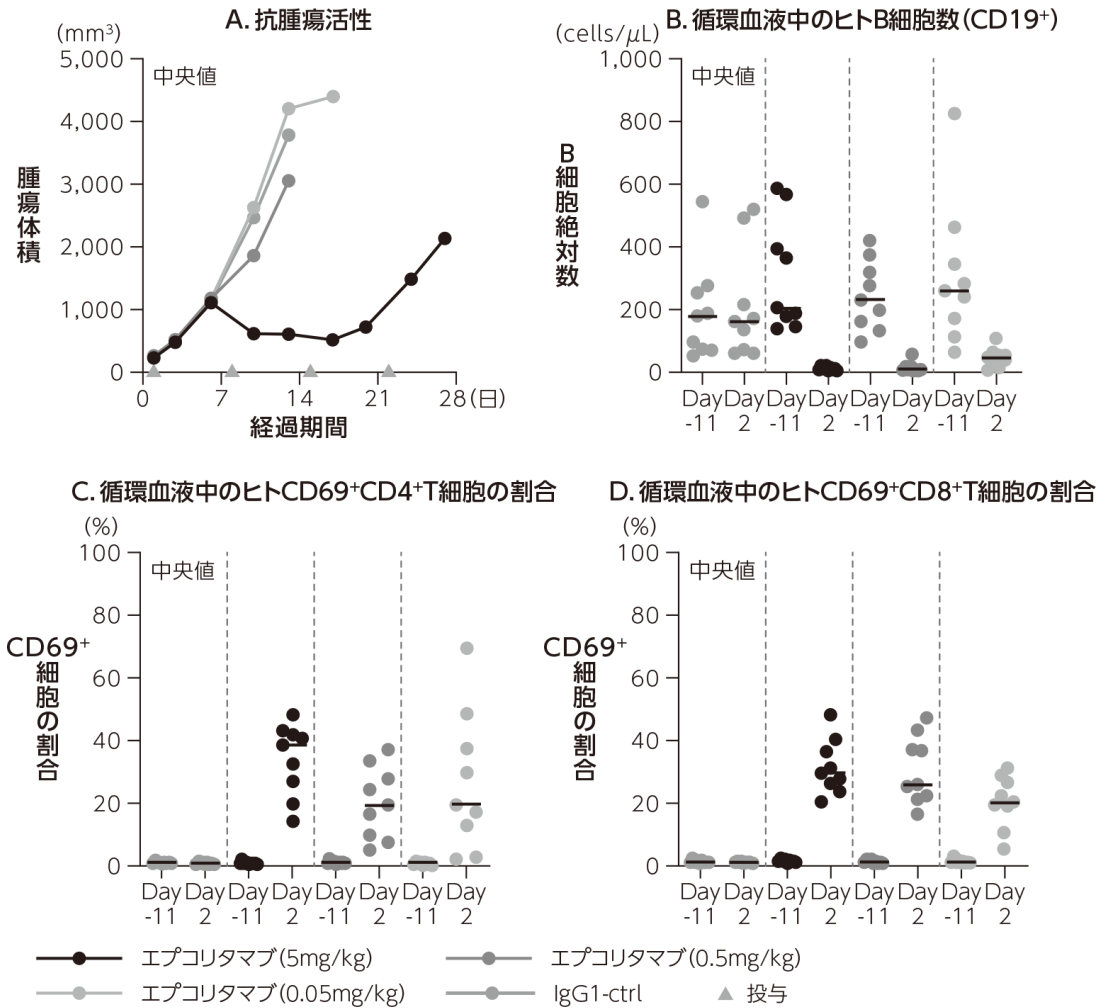 A. 抗腫瘍活性
(mm³)
5,000
4,000
3,000
2,000
1,000
0
中央値
腫瘍体積
0 7 14 21 28(日)
経過期間
B. 循環血液中のヒトB細胞数(CD19⁺)
(cells/μL)
1,000
800
600
400
200
0
中央値
B細胞絶対数
Day Day Day Day Day Day Day Day
-11 2 -11 2 -11 2 -11 2
C. 循環血液中のヒトCD69⁺CD4⁺T細胞の割合
(%)
100
80
60
40
20
0
中央値
CD69⁺
細胞の割合
Day Day Day Day Day Day Day Day
-11 2 -11 2 -11 2 -11 2
D. 循環血液中のヒトCD69⁺CD8⁺T細胞の割合
(%)
100
80
60
40
20
0
中央値
CD69⁺
細胞の割合
Day Day Day Day Day Day Day Day
-11 2 -11 2 -11 2 -11 2
エプコリタマブ(5mg/kg) エプコリタマブ(0.5mg/kg)
エプコリタマブ(0.05mg/kg) IgG1-ctrl 投与